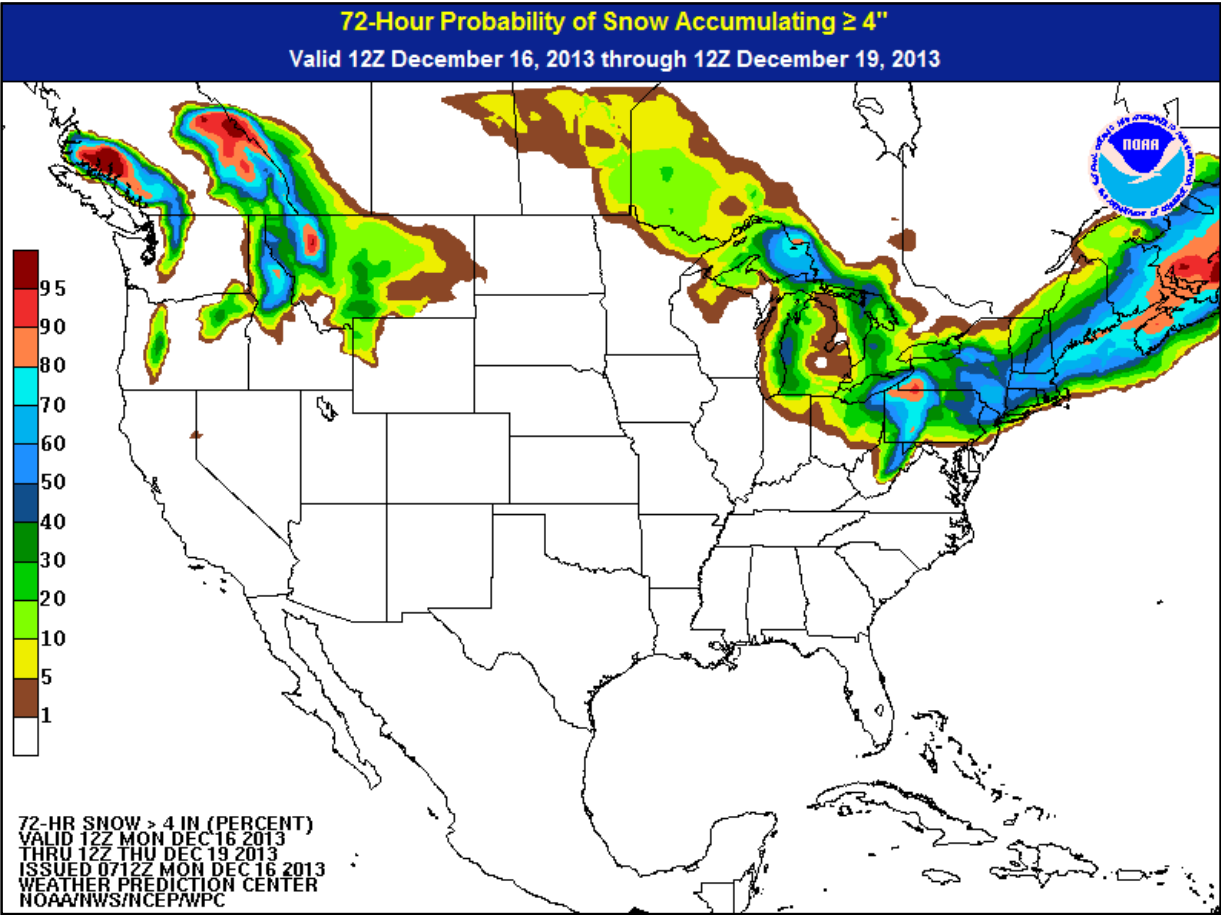 72-Hour Probability of Snow Accumulating ≥ 4"
Valid 12Z December 16, 2013 through 12Z December 19, 2013
NOAA
95
90
80
70
60
50
40
30
20
10
5
1
72-HR SNOW > 4 IN (PERCENT)
VALID 12Z MON DEC 16 2013
THRU 12Z THU DEC 19 2013
ISSUED 0712Z MON DEC 16 2013
WEATHER PREDICTION CENTER
NOAA/NWS/NCEP/WPC